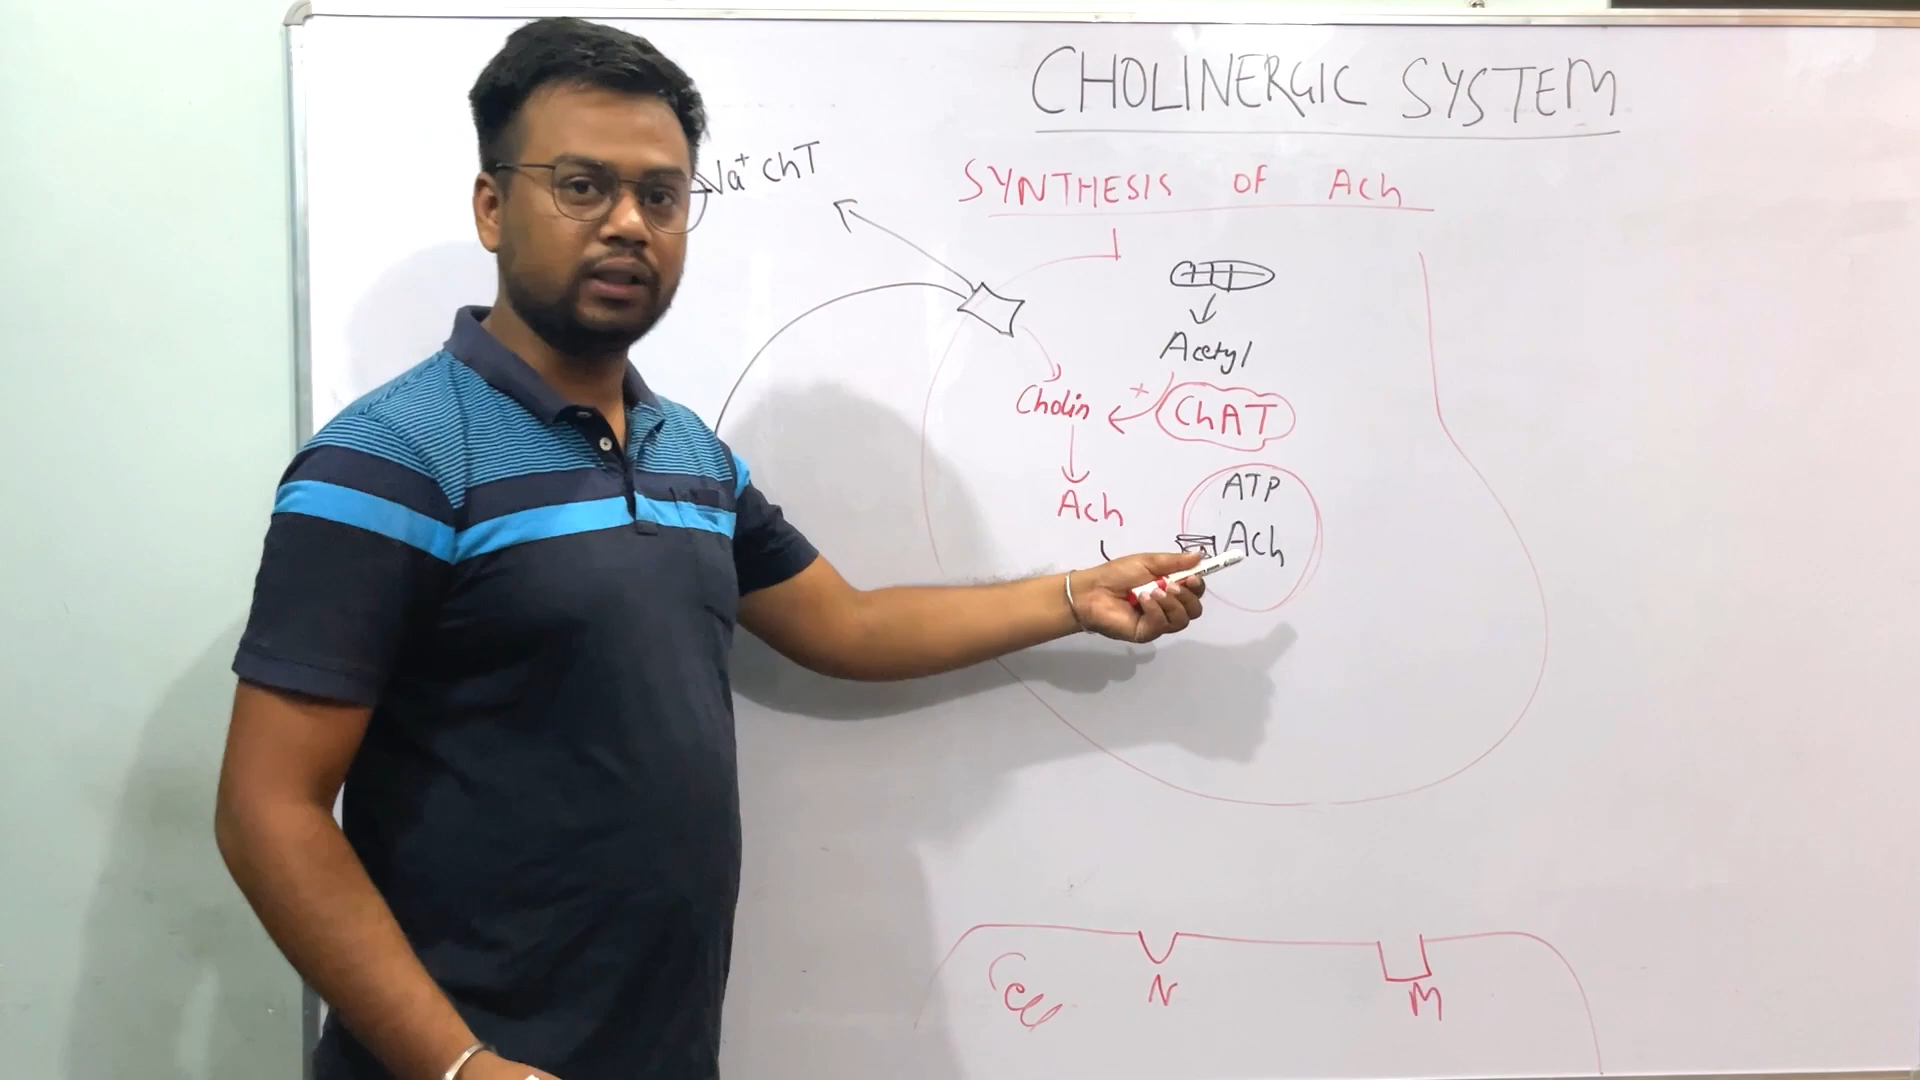 CHOLINERGIC SYSTEM
SYNTHESIS OF Ach
Na+ ChT
Acetyl
Cholin
+
ChAT
Ach
ATP
Ach
Cell
N
M